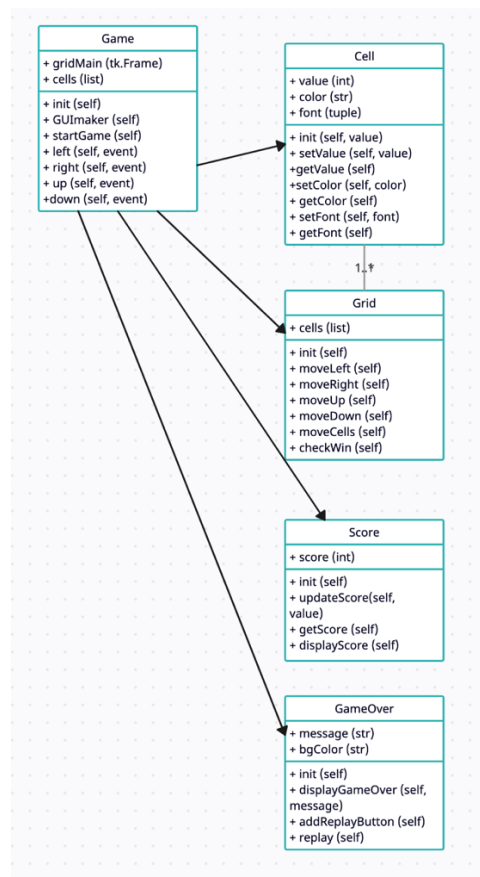 Game
+ gridMain (tk.Frame)
+ cells (list)
+ init (self)
+ GUImaker (self)
+ startGame (self)
+ left (self, event)
+ right (self, event)
+ up (self, event)
+down (self, event)
Cell
+ value (int)
+ color (str)
+ font (tuple)
+ init (self, value)
+ setValue (self, value)
+getValue (self)
+setColor (self, color)
+ getColor (self)
+ setFont (self, font)
+ getFont (self)
Grid
+ cells (list)
+ init (self)
+ moveLeft (self)
+ moveRight (self)
+ moveUp (self)
+ moveDown (self)
+ moveCells (self)
+ checkWin (self)
Score
+ score (int)
+ init (self)
+ updateScore(self,
value)
+ getScore (self)
+ displayScore (self)
GameOver
+ message (str)
+ bgColor (str)
+ init (self)
+ displayGameOver (self,
message)
+ addReplayButton (self)
+ replay (self)